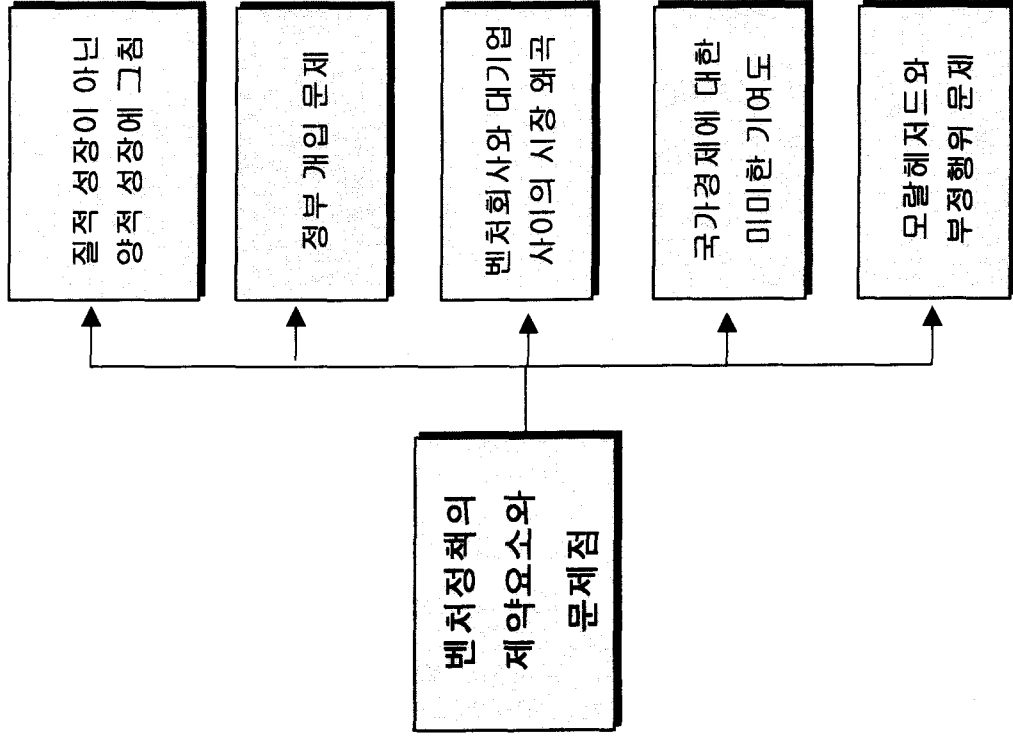 벤처정책의
제약요소와
문제점
질적 성장이 아닌
양적 성장에 그침
정부 개입 문제
벤처회사와 대기업
사이의 시장 왜곡
국가경제에 대한
미미한 기여도
모랄헤저드와
부정행위 문제